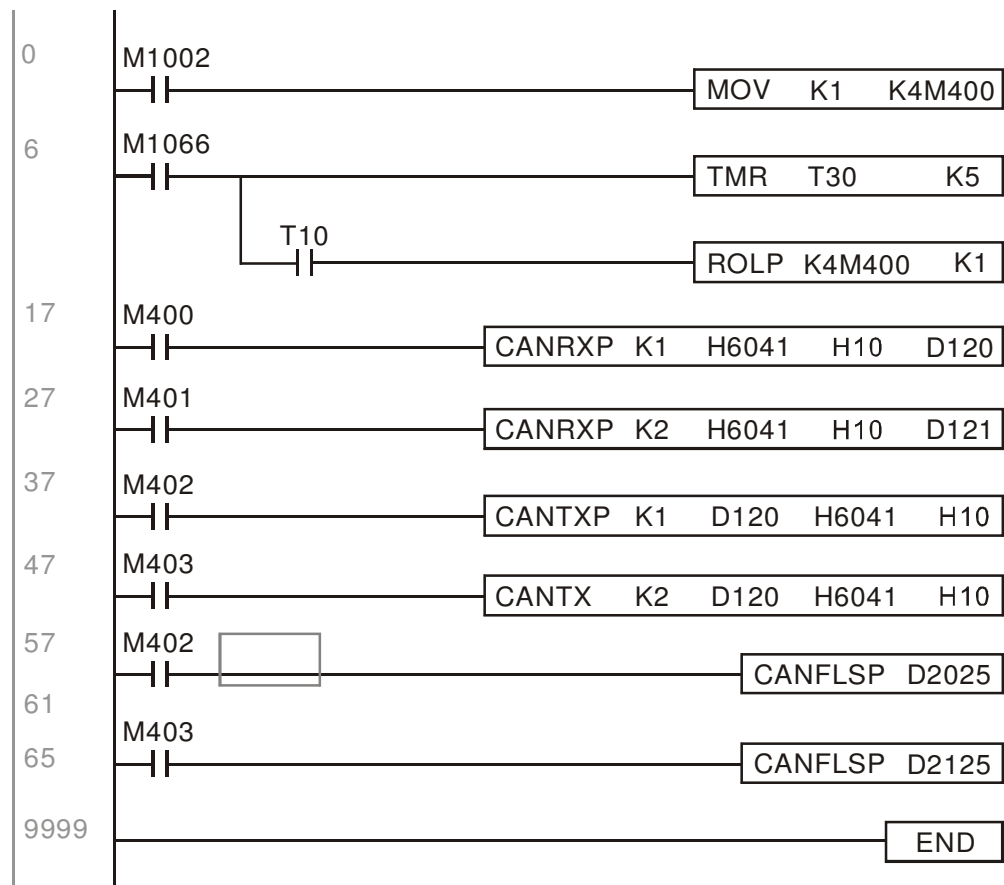 0
M1002
MOV K1 K4M400
6
M1066
TMR T30 K5
T10
ROLP K4M400 K1
17
M400
CANRXP K1 H6041 H10 D120
27
M401
CANRXP K2 H6041 H10 D121
37
M402
CANTXP K1 D120 H6041 H10
47
M403
CANTX K2 D120 H6041 H10
57
M402
CANFLSP D2025
61
M403
65
CANFLSP D2125
9999
END